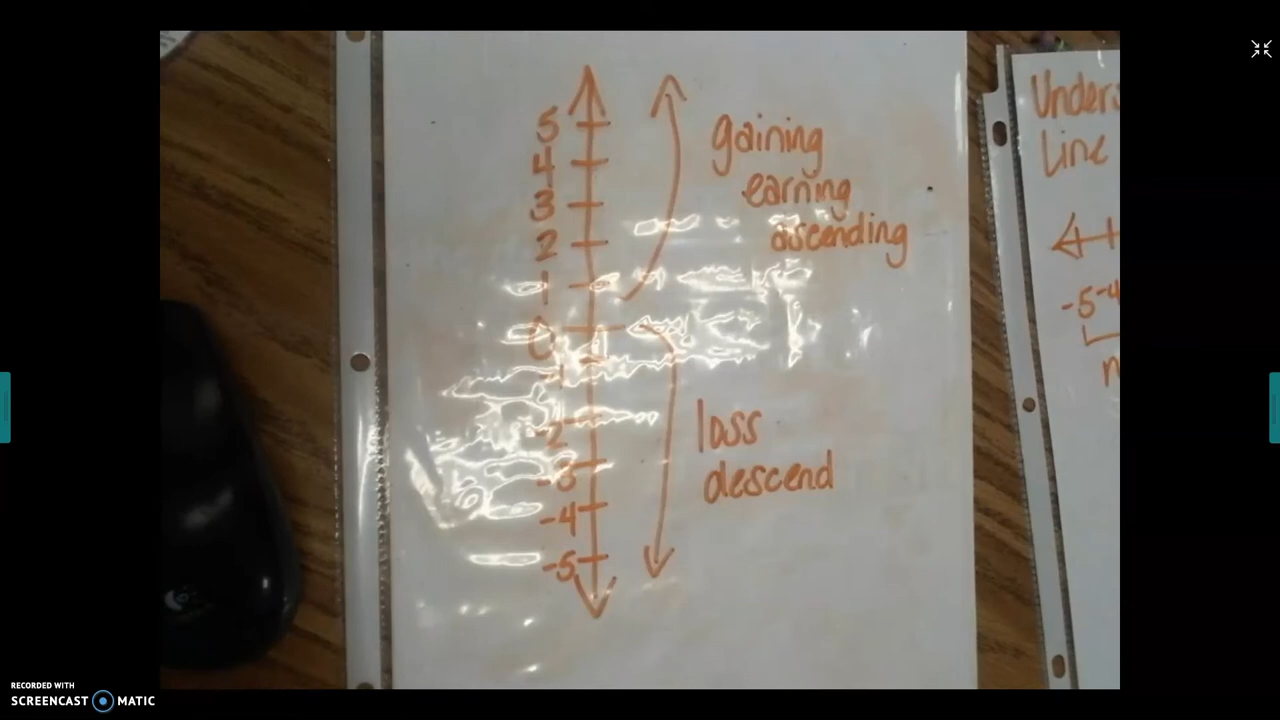 5
4
3
2
1
0
-1
-2
-3
-4
-5
gaining
earning
ascending
loss
descend
Line
-5-4
RECORDED WITH
SCREENCAST MATIC